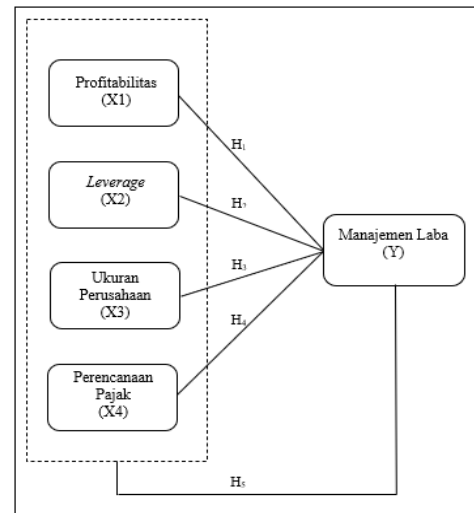 Profitabilitas
(X1)
H₁
Leverage
(X2)
H₂
Manajemen Laba
(Y)
Ukuran
Perusahaan
(X3)
H₃
H₄
Perencanaan
Pajak
(X4)
H₅